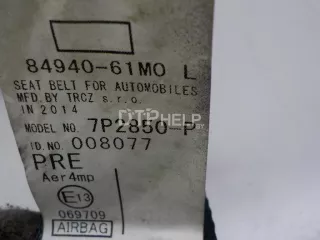 84940-61M0 L
SEAT BELT FOR AUTOMOBILES
MFD.BY TRCZ s.r.o.
IN 2014
MODEL NO. 7P2850-P
ID.NO. 008077
PRE
Aer4mp
E13
069709
AIRBAG
DTPHELP.BY